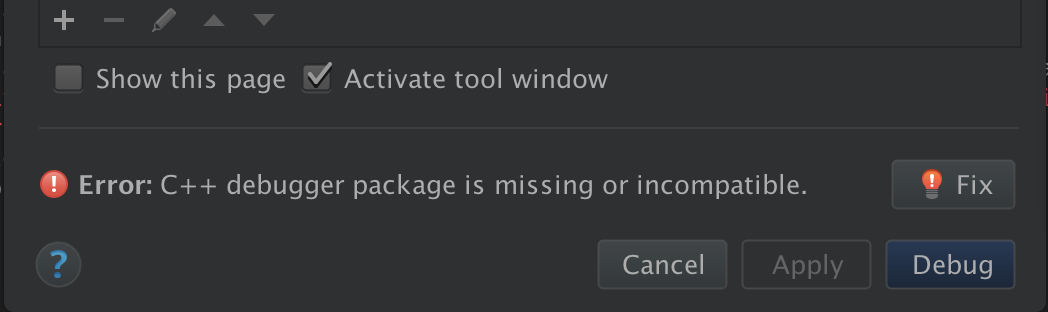 Show this page Activate tool window
Error: C++ debugger package is missing or incompatible.
Fix
? Cancel Apply Debug